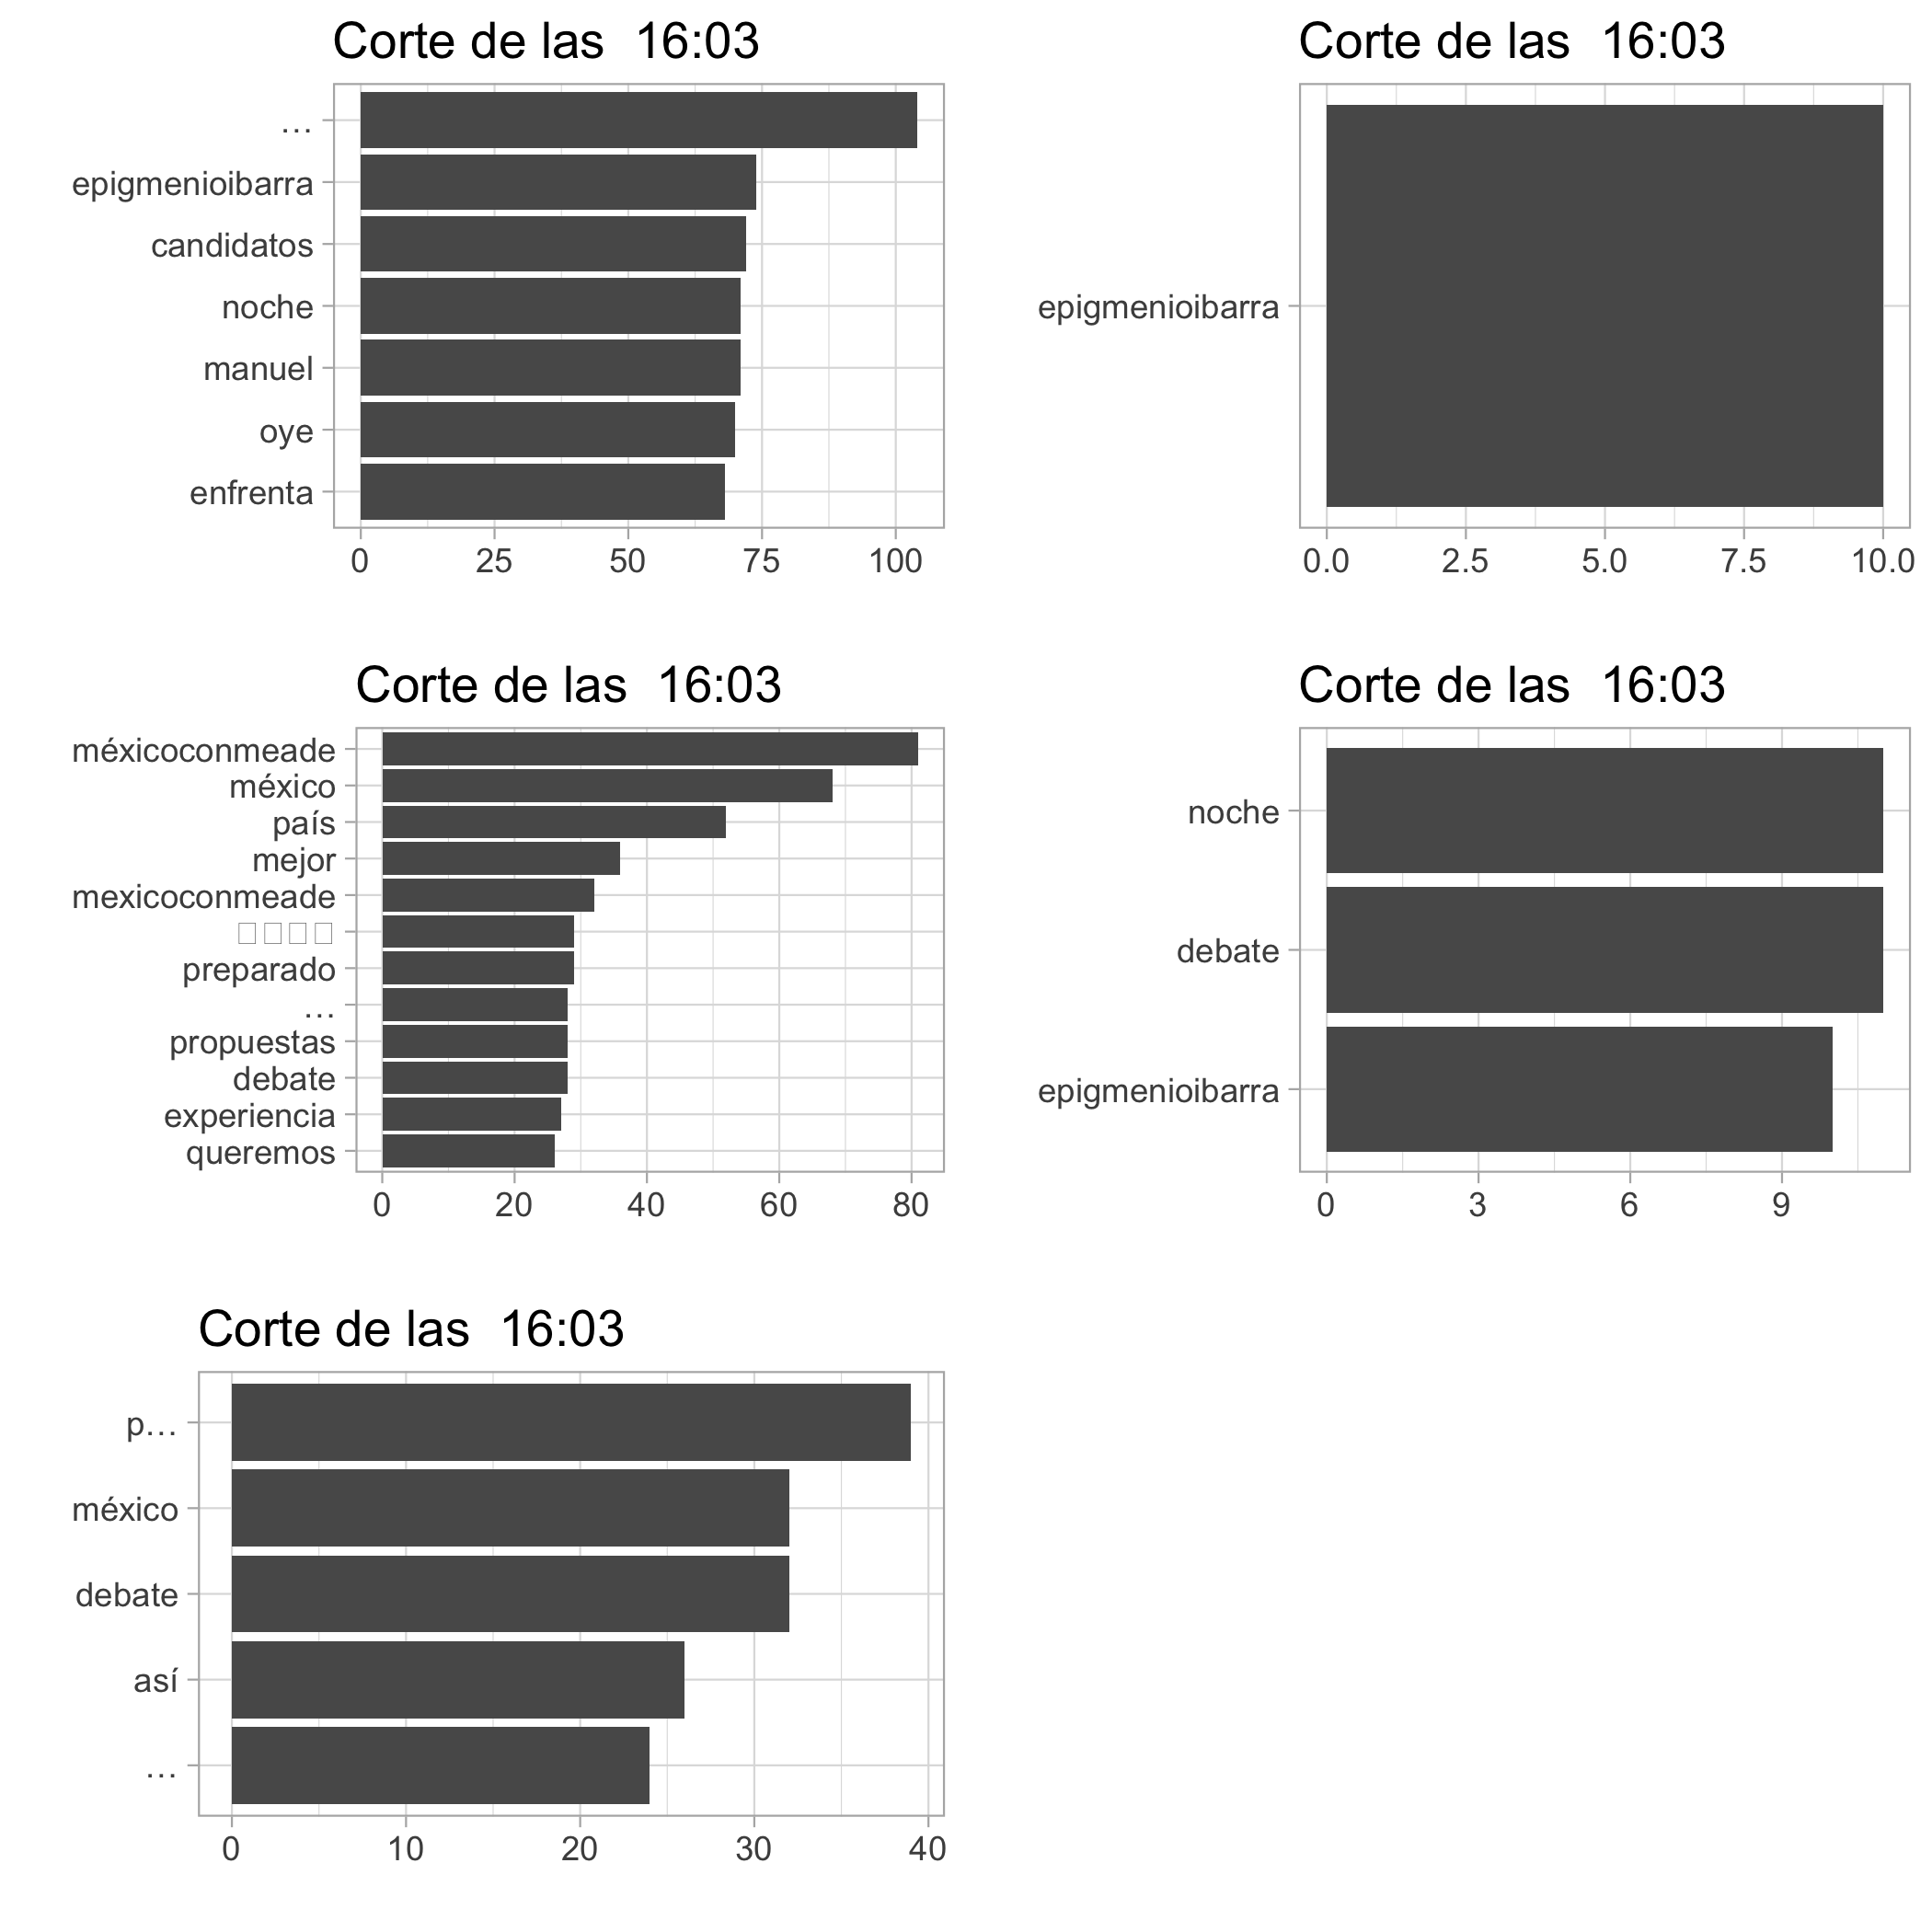 Corte de las  16:03
…
epigmenioibarra
candidatos
noche
manuel
oye
enfrenta
0 25 50 75 100
Corte de las  16:03
epigmenioibarra
0.0 2.5 5.0 7.5 10.0
Corte de las  16:03
méxicoconmeade
méxico
país
mejor
mexicoconmeade
preparado
…
propuestas
debate
experiencia
queremos
0 20 40 60 80
Corte de las  16:03
noche
debate
epigmenioibarra
0 3 6 9
Corte de las  16:03
p…
méxico
debate
así
…
0 10 20 30 40